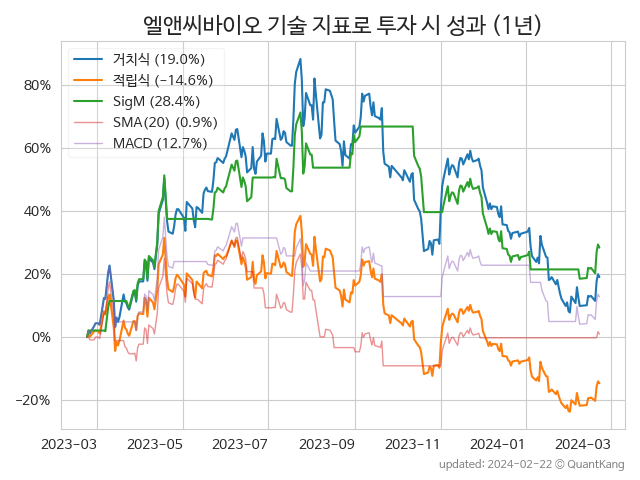 엘앤씨바이오 기술 지표로 투자 시 성과 (1년)
거치식 (19.0%)
적립식 (−14.6%)
SigM (28.4%)
SMA(20) (0.9%)
MACD (12.7%)
80%
60%
40%
20%
0%
−20%
2023−03 2023−05 2023−07 2023−09 2023−11 2024−01 2024−03
updated: 2024−02−22 © QuantKang